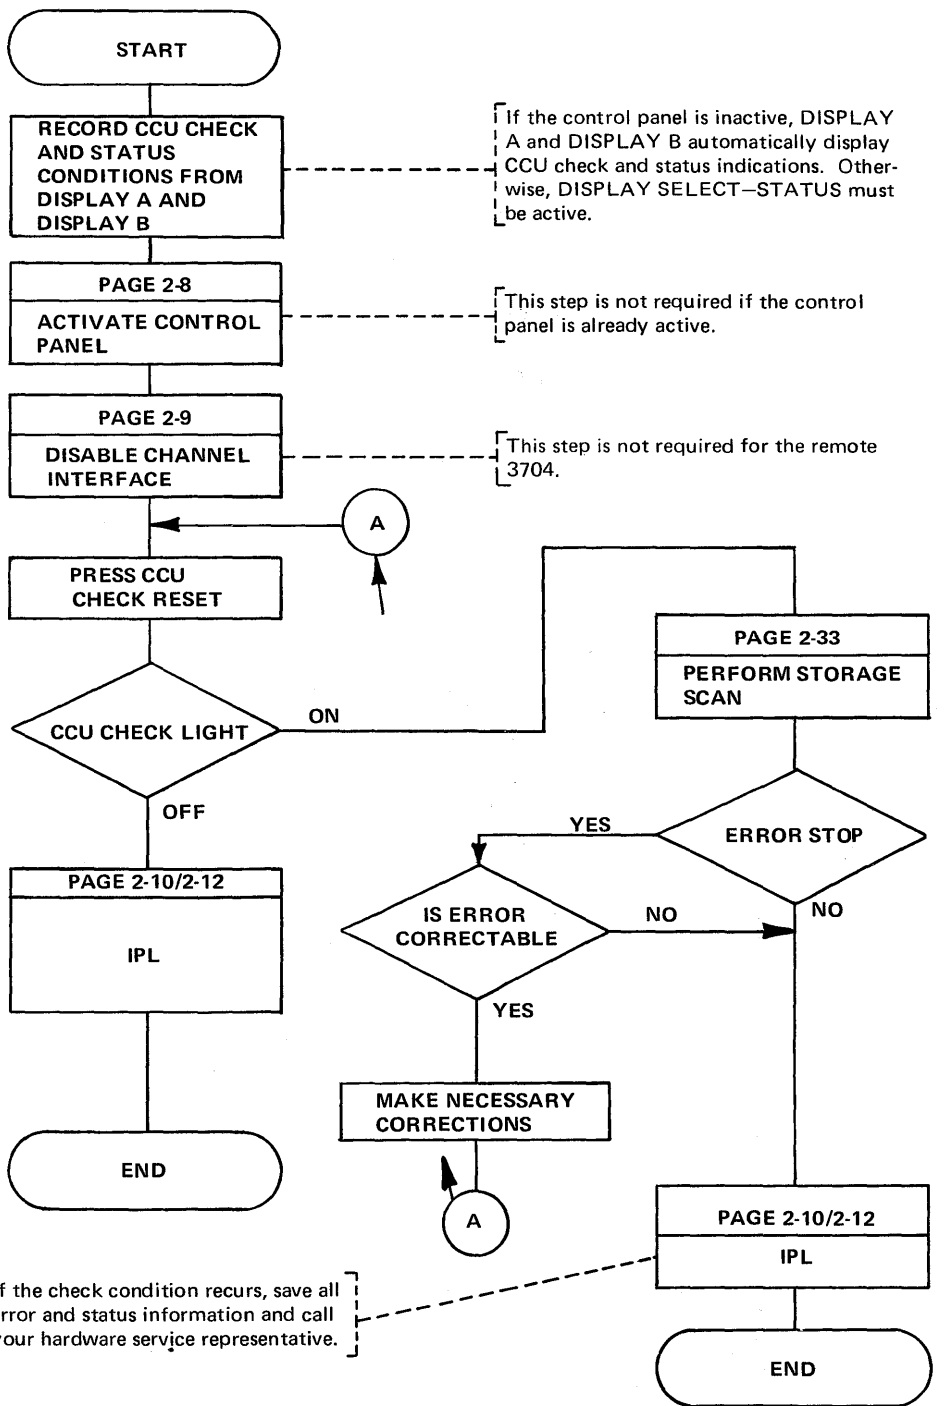 START
RECORD CCU CHECK
AND STATUS
CONDITIONS FROM
DISPLAY A AND
DISPLAY B
If the control panel is inactive, DISPLAY
A and DISPLAY B automatically display
CCU check and status indications. Other-
wise, DISPLAY SELECT—STATUS must
be active.
PAGE 2-8
ACTIVATE CONTROL
PANEL
This step is not required if the control
panel is already active.
PAGE 2-9
DISABLE CHANNEL
INTERFACE
This step is not required for the remote
3704.
A
PRESS CCU
CHECK RESET
CCU CHECK LIGHT
ON
OFF
PAGE 2-10/2-12
IPL
END
PAGE 2-33
PERFORM STORAGE
SCAN
ERROR STOP
YES
NO
IS ERROR
CORRECTABLE
NO
YES
MAKE NECESSARY
CORRECTIONS
A
PAGE 2-10/2-12
IPL
f the check condition recurs, save all
rror and status information and call
our hardware service representative.
END